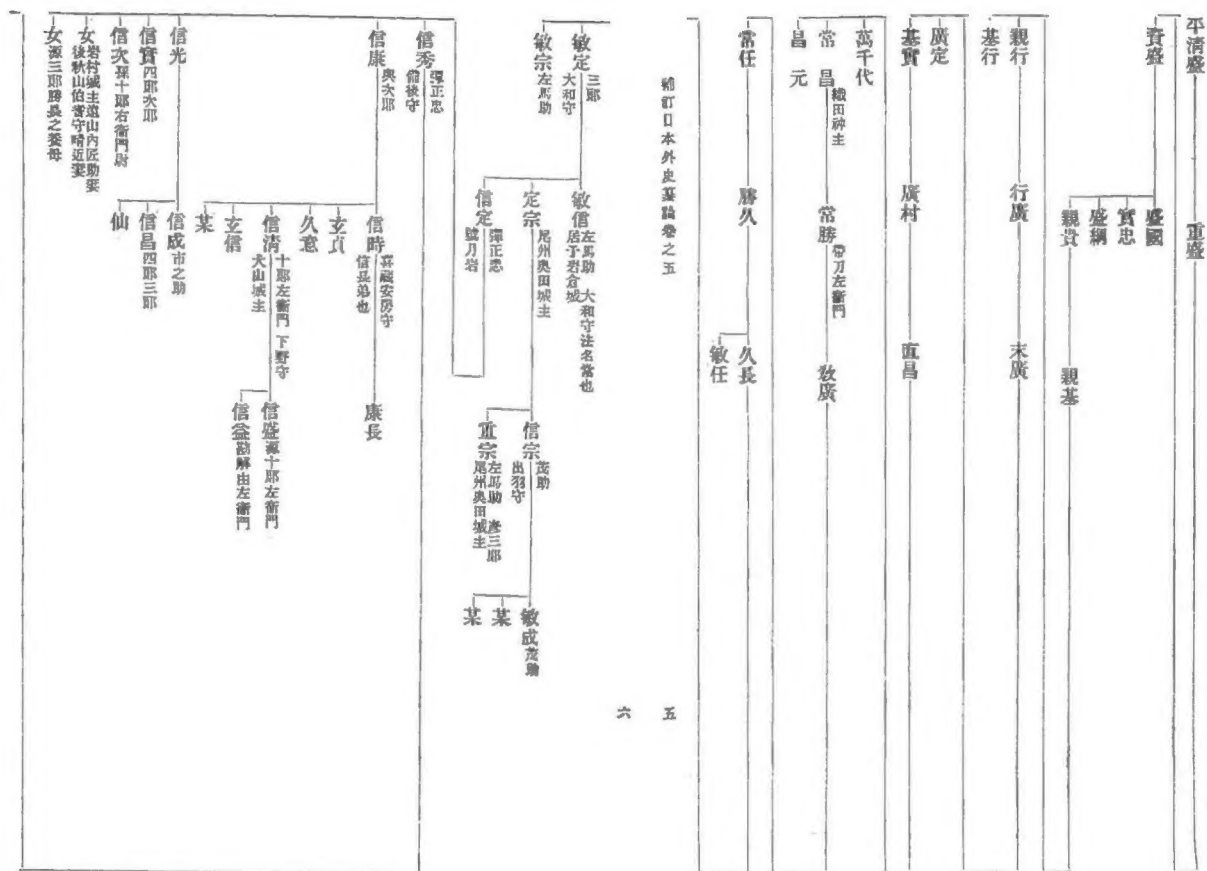 平清盛
重盛
資盛
盛國
實忠
盛綱
親貴
親基
親行
行廣
末廣
基行
廣定
基實
廣村
直昌
萬千代
常昌
織田神主
常勝
帶刀左衞門
敎廣
昌元
常任
勝久
久長
敏任
補訂日本外史纂論卷之五
五
六
敏定
三郎
大和守
敏信
左馬助 大和守法名常也
居于岩倉城
定宗
尾州奥田城主
信宗
茂助
出羽守
敏成茂助
某
某
重宗
左馬助 彥三郎
尾州奥田城主
信定
彈正忠
號月岩
敏宗
左馬助
信秀
彈正忠
備後守
信康
與次郎
信時
喜藏安房守
信長弟也
康長
玄貞
久意
信淸
十郎左衞門 下野守
犬山城主
信盛源十郎左衞門
信益勘解由左衞門
玄信
某
信光
信成市之助
信昌四郎三郎
仙
信實四郎次郎
信次孫十郎右衞門尉
女
岩村城主遠山內匠助妻
後秋山伯耆守晴近妻
女源三郎勝長之養母